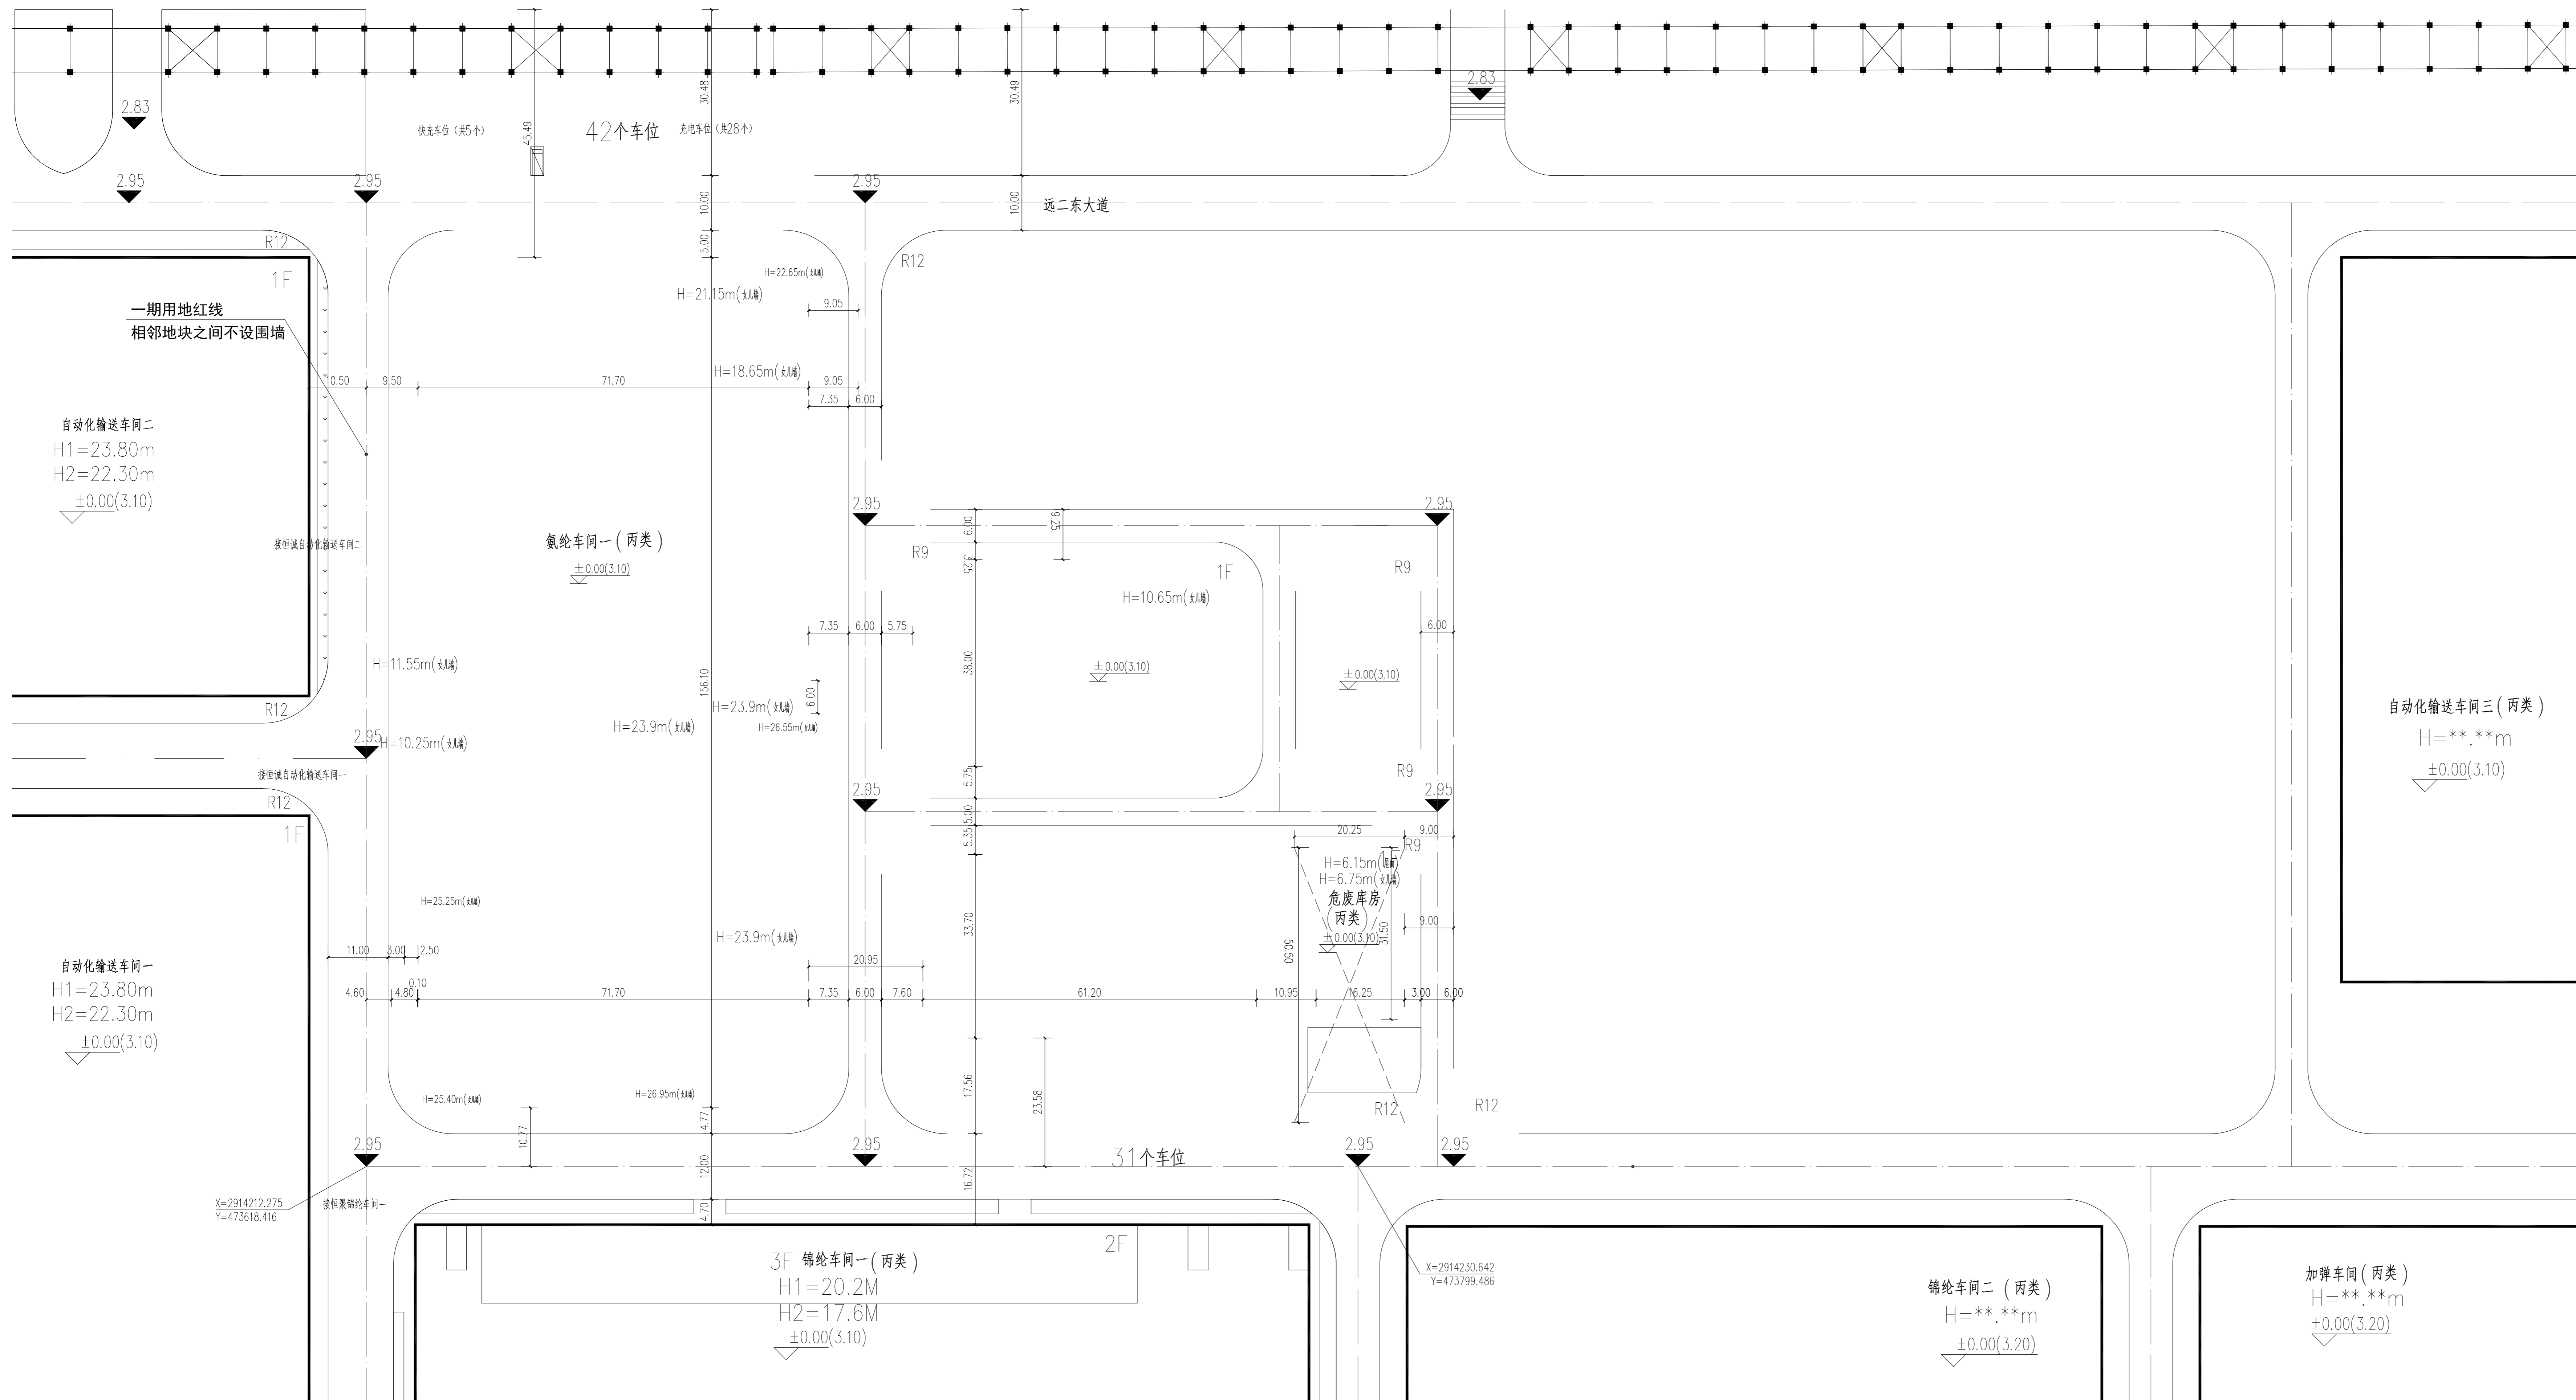 2.83
2.83
快充车位（共5个）
45.49
42个车位
充电车位（共28个）
30.48
30.49
2.95
2.95
2.95
10.00
10.00
远二东大道
R12
5.00
R12
1F
H=22.65m(女儿墙)
H=21.15m(女儿墙)
9.05
一期用地红线
相邻地块之间不设围墙
H=18.65m(女儿墙)
10.50
9.50
71.70
9.05
7.35
6.00
自动化输送车间二
H1=23.80m
H2=22.30m
±0.00(3.10)
接恒诚自动化输送车间二
氨纶车间一(丙类)
±0.00(3.10)
2.95
2.95
6.00
9.25
R9
3.25
1F
R9
H=10.65m(女儿墙)
7.35
6.00
5.75
6.00
38.00
±0.00(3.10)
±0.00(3.10)
H=11.55m(女儿墙)
156.10
6.00
R12
H=23.9m(女儿墙)
H=23.9m(女儿墙)
H=26.55m(女儿墙)
2.95
H=10.25m(女儿墙)
接恒诚自动化输送车间一
自动化输送车间三(丙类)
H=**.**m
±0.00(3.10)
R12
1F
5.75
R9
2.95
2.95
5.00
5.35
20.25
9.00
R9
1F
H=6.15m(屋面)
H=6.75m(女儿墙)
危废库房
(丙类)
±0.00(3.10)
31.50
50.50
9.00
33.70
H=25.25m(女儿墙)
H=23.9m(女儿墙)
11.00
3.00
2.50
20.95
自动化输送车间一
H1=23.80m
H2=22.30m
±0.00(3.10)
4.60
4.80
0.10
71.70
7.35
6.00
7.60
61.20
10.95
16.25
3.00
6.00
H=25.40m(女儿墙)
H=26.95m(女儿墙)
17.56
23.58
R12
R12
10.77
4.77
2.95
2.95
31个车位
2.95
2.95
12.00
16.72
X=2914212.275
Y=473618.416
接恒聚锦纶车间一
4.70
3F
锦纶车间一(丙类)
2F
H1=20.2M
H2=17.6M
±0.00(3.10)
X=2914230.642
Y=473799.486
锦纶车间二 (丙类)
H=**.**m
±0.00(3.20)
加弹车间(丙类)
H=**.**m
±0.00(3.20)